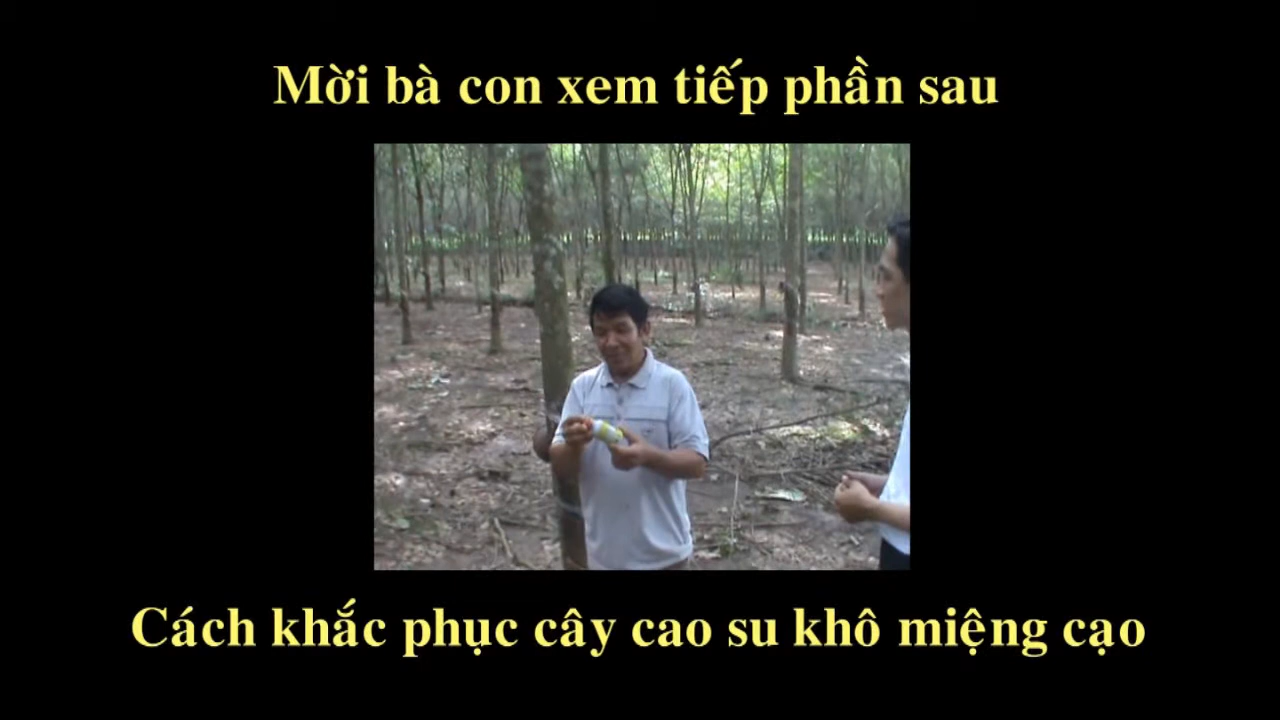 Mời bà con xem tiếp phần sau
Cách khắc phục cây cao su khô miệng cạo